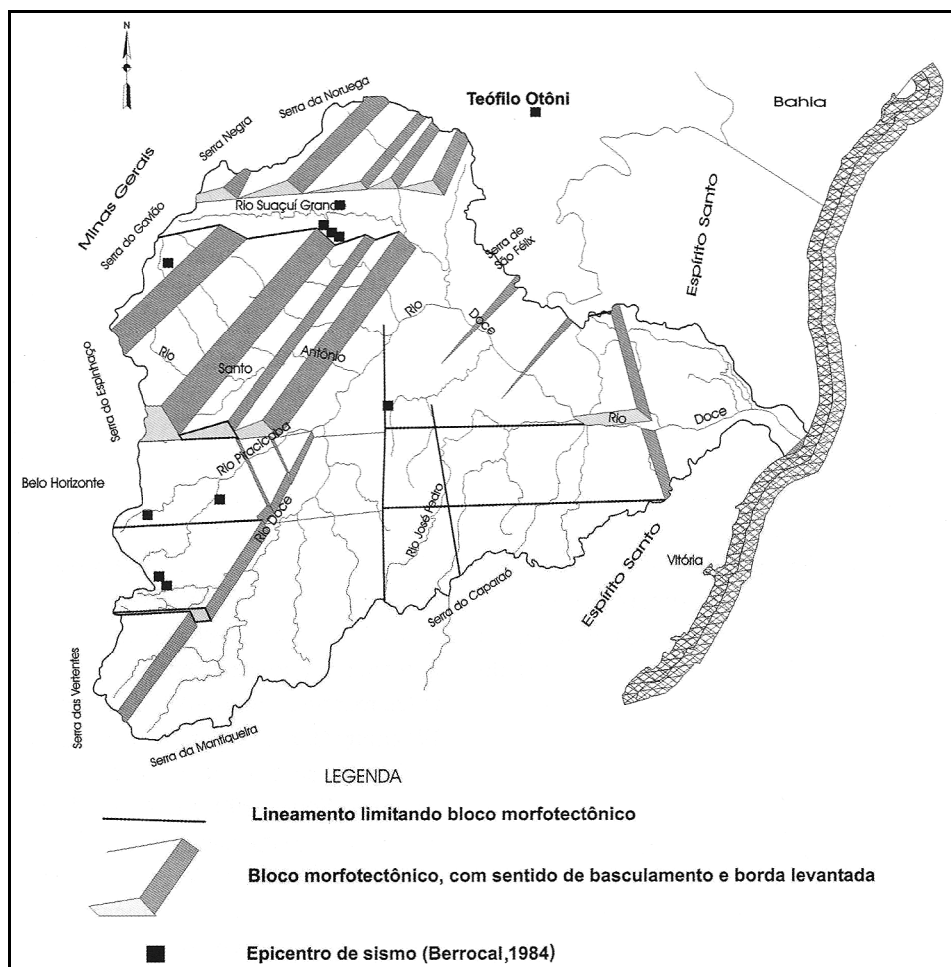 N
Serra da Noruega
Teófilo Otôni
Bahia
Serra Negra
Minas Gerais
Rio Suaçuí Grande
Serra do Gavião
Espírito Santo
Serra de
São Félix
Rio
Doce
Rio
Santo
Antônio
Serra do Espinhaço
Rio
Doce
Rio Piracicaba
Belo Horizonte
Rio Doce
Rio José Pedro
Espírito Santo
Vitória
Serra do Caparaó
Serra das Vertentes
Serra da Mantiqueira
LEGENDA
Lineamento limitando bloco morfotectônico
Bloco morfotectônico, com sentido de basculamento e borda levantada
Epicentro de sismo (Berrocal,1984)